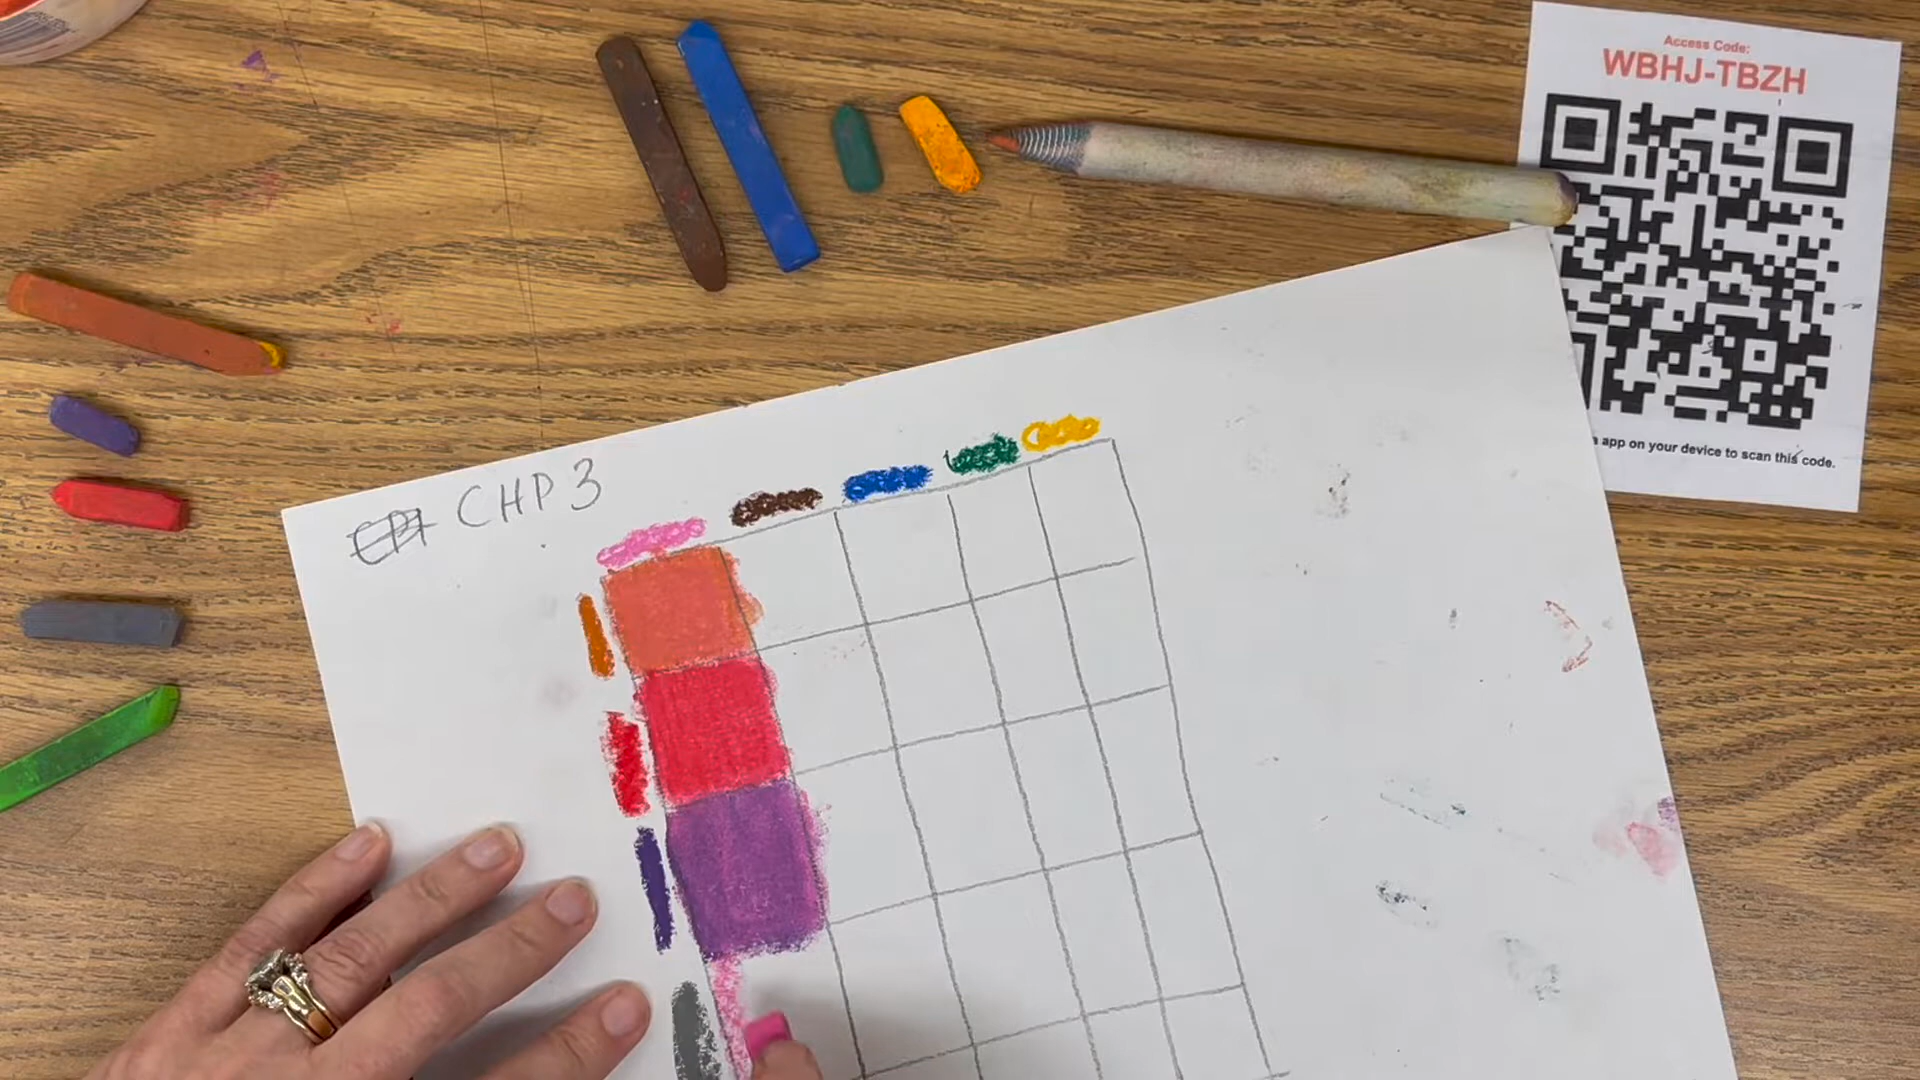 Access Code:
WBHJ-TBZH
app on your device to scan this code.
CHP 3